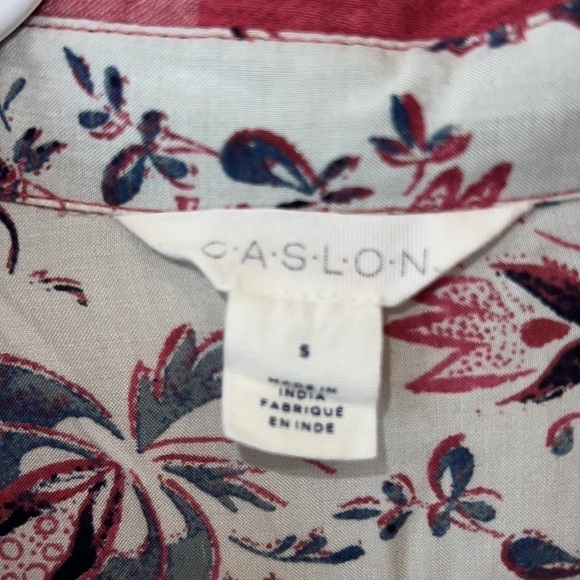 C·A·S·L·O·N
S
MADE IN
INDIA
FABRIQUÉ
EN INDE